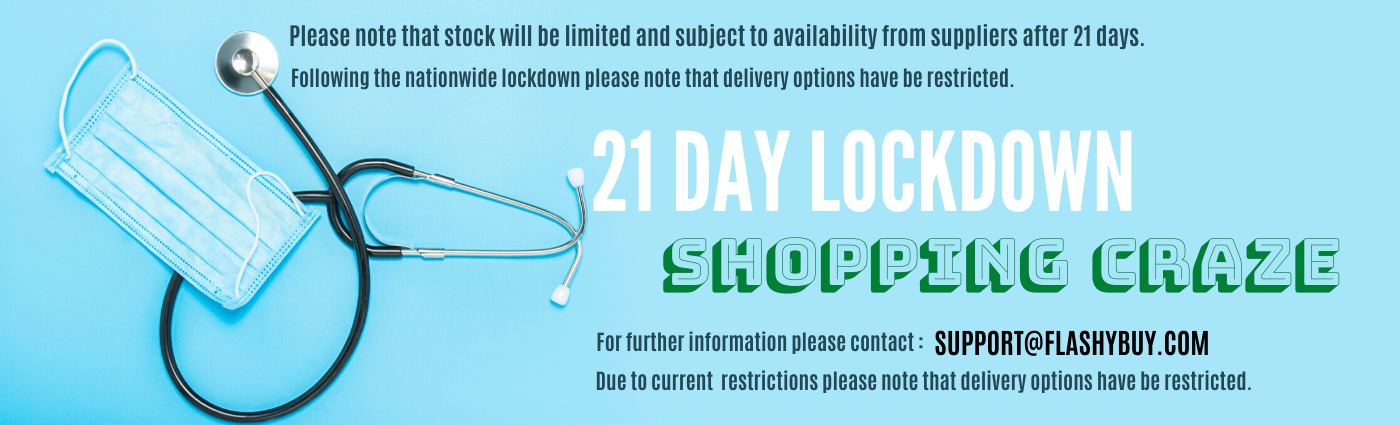 Please note that stock will be limited and subject to availability from suppliers after 21 days.
Following the nationwide lockdown please note that delivery options have be restricted.
21 DAY LOCKDOWN
SHOPPING CRAZE
For further information please contact : SUPPORT@FLASHYBUY.COM
Due to current restrictions please note that delivery options have be restricted.